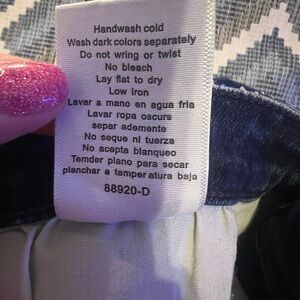 Handwash cold
Wash dark colors separately
Do not wring or twist
No bleach
Lay flat to dry
Low iron
Lavar a mano en agua fria
Lavar ropa oscurs
separ ademente
No seque ni tuerza
No acepta blanqueo
Temder plano para secar
planchar a temper atura baja
88920-D